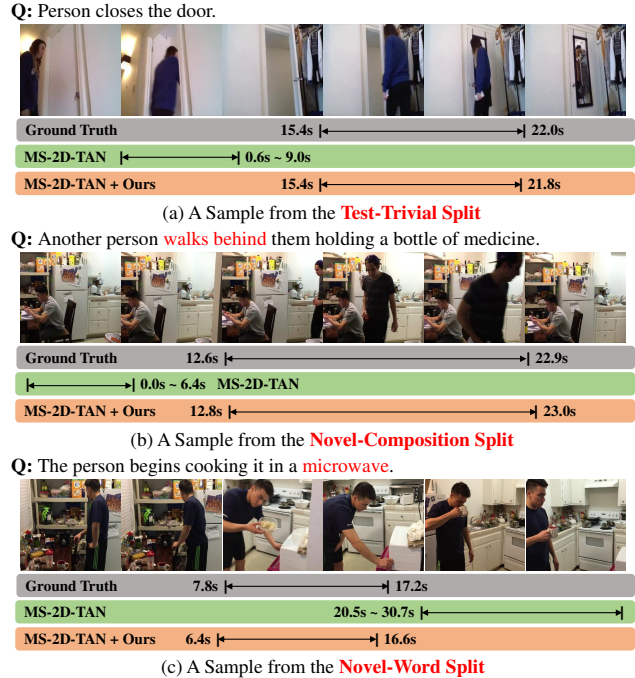 Q: Person closes the door.
Ground Truth 15.4s 22.0s
MS-2D-TAN 0.6s ~ 9.0s
MS-2D-TAN + Ours 15.4s 21.8s
(a) A Sample from the Test-Trivial Split
Q: Another person walks behind them holding a bottle of medicine.
Ground Truth 12.6s 22.9s
0.0s ~ 6.4s MS-2D-TAN
MS-2D-TAN + Ours 12.8s 23.0s
(b) A Sample from the Novel-Composition Split
Q: The person begins cooking it in a microwave.
Ground Truth 7.8s 17.2s
MS-2D-TAN 20.5s ~ 30.7s
MS-2D-TAN + Ours 6.4s 16.6s
(c) A Sample from the Novel-Word Split